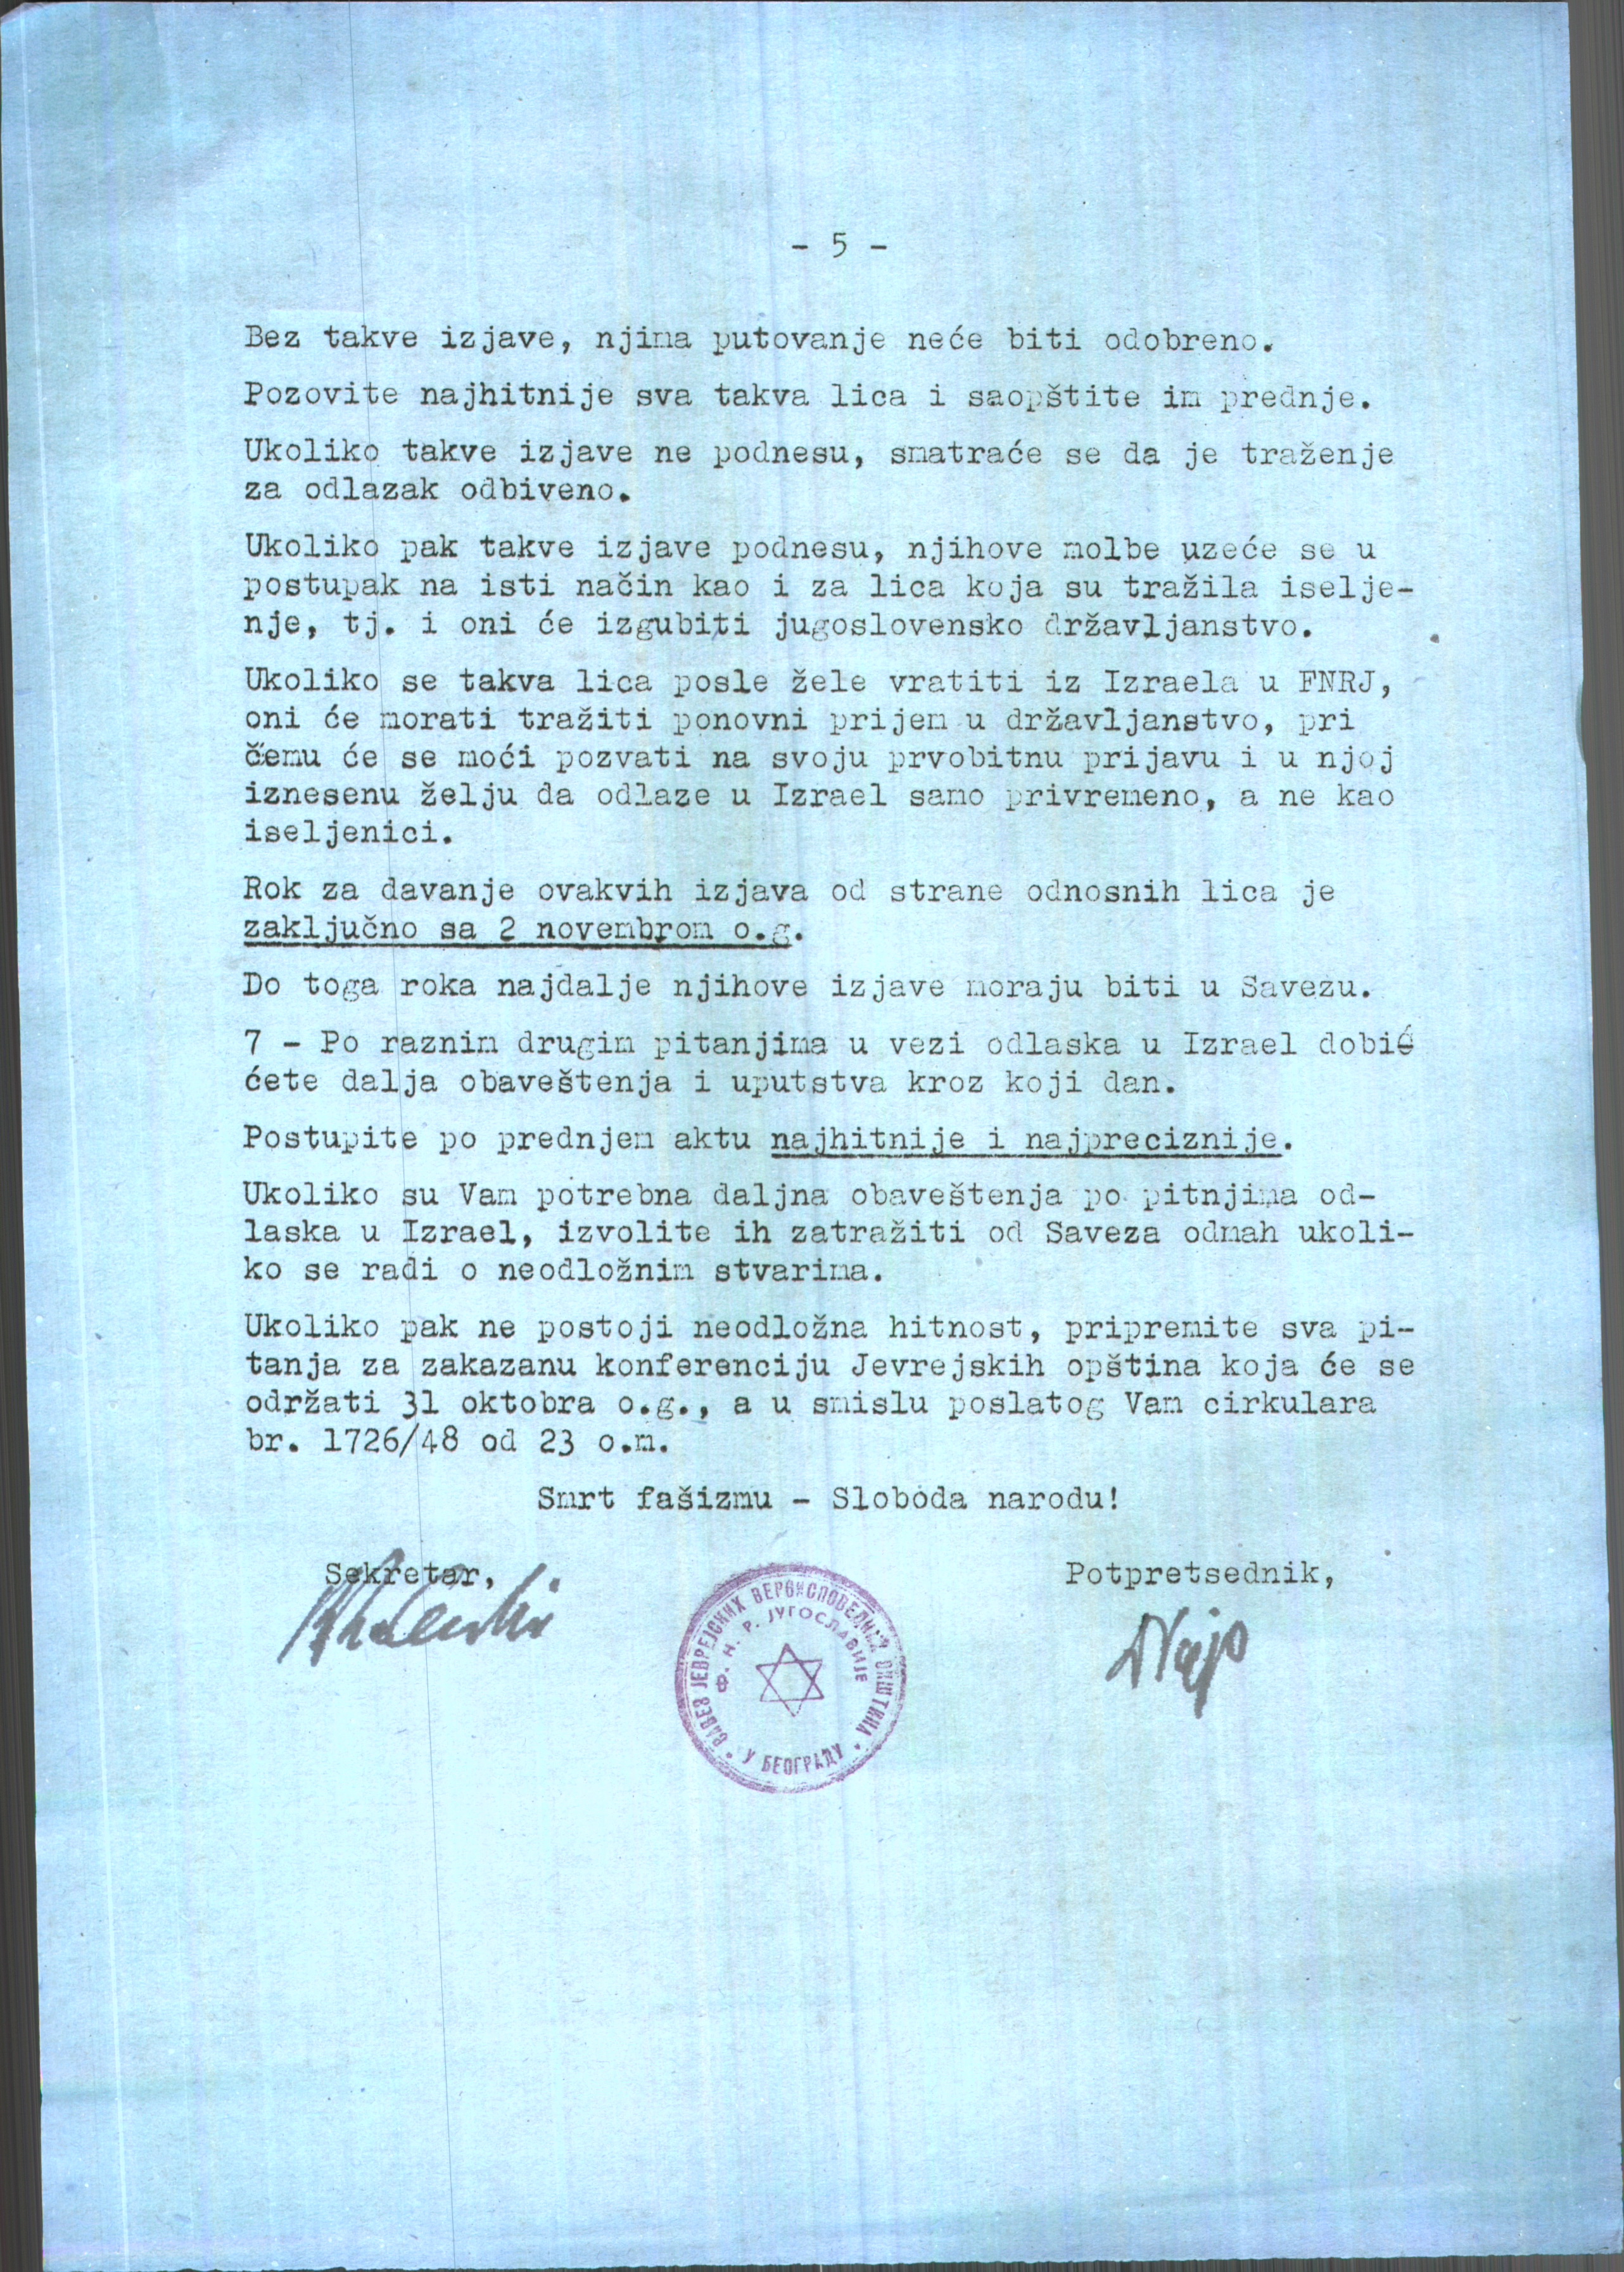 - 5 -
Bez takve izjave, njima putovanje neće biti odobreno.
Pozovite najhitnije sva takva lica i saopštite im prednje.
Ukoliko takve izjave ne podnesu, smatraće se da je traženje
za odlazak odbiveno.
Ukoliko pak takve izjave podnesu, njihove molbe uzeće se u
postupak na isti način kao i za lica koja su tražila iselje-
nje, tj. i oni će izgubiti jugoslovensko državljanstvo.
Ukoliko se takva lica posle žele vratiti iz Izraela u FNRJ,
oni će morati tražiti ponovni prijem u državljanstvo, pri
čemu će se moći pozvati na svoju prvobitnu prijavu i u njoj
iznesenu želju da odlaze u Izrael samo privremeno, a ne kao
iseljenici.
Rok za davanje ovakvih izjava od strane odnosnih lica je
zaključno sa 2 novembrom o.g.
Do toga roka najdalje njihove izjave moraju biti u Savezu.
7 - Po raznim drugim pitanjima u vezi odlaska u Izrael dobi
ćete dalja obaveštenja i uputstva kroz koji dan.
Postupite po prednjem aktu najhitnije i najpreciznije.
Ukoliko su Vam potrebna daljna obaveštenja po pitnjima od-
laska u Izrael, izvolite ih zatražiti od Saveza odmah ukoli-
ko se radi o neodložnim stvarima.
Ukoliko pak ne postoji neodložna hitnost, pripremite sva pi-
tanja za zakazanu konferenciju Jevrejskih opština koja će se
održati 31 oktobra o.g., a u smislu poslatog Vam cirkulara
br. 1726/48 od 23 o.m.
Smrt fašizmu - Sloboda narodu!
Sekretar, Potpretsednik,
САВЕЗ ЈЕВРЕЈСКИХ ВЕРОИСПОВЕДНИХ ОПШТИНА
Ф. Н. Р. ЈУГОСЛАВИЈЕ
• У БЕОГРАДУ •